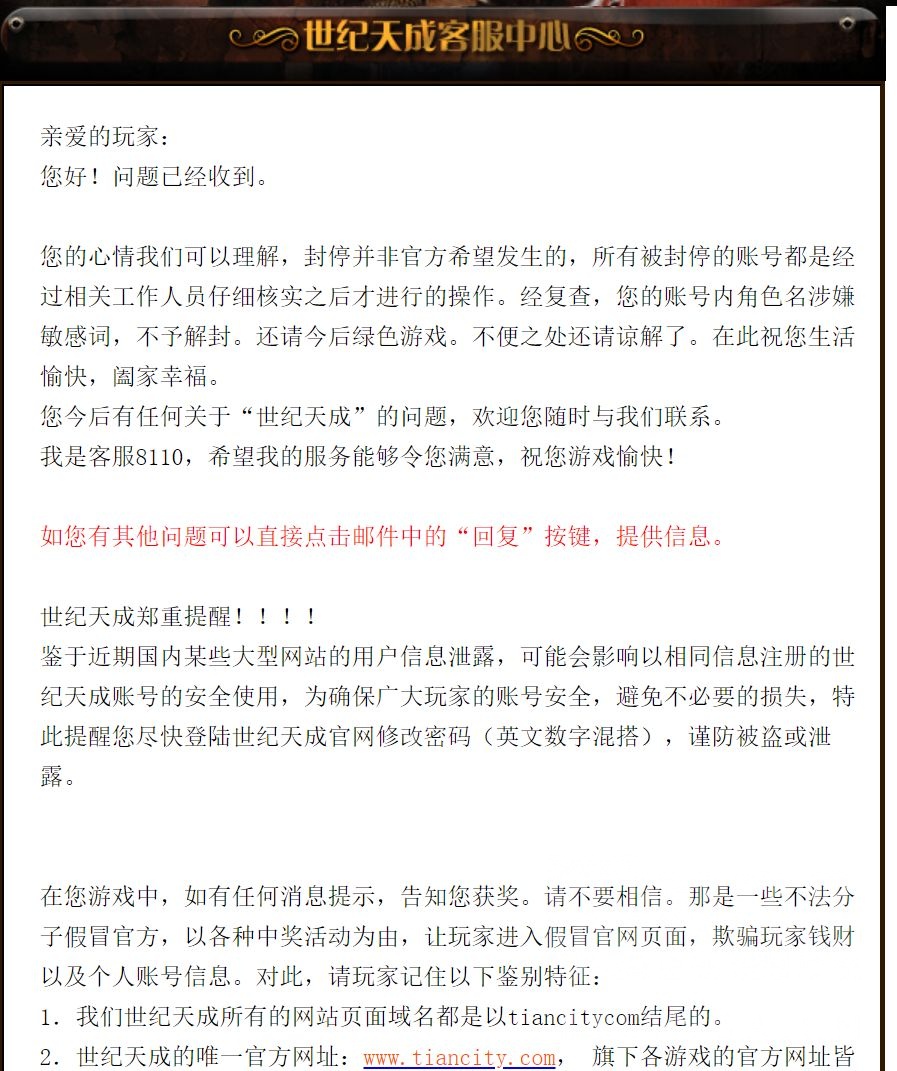 世纪天成客服中心
亲爱的玩家：
您好！问题已经收到。
您的心情我们可以理解，封停并非官方希望发生的，所有被封停的账号都是经
过相关工作人员仔细核实之后才进行的操作。经复查，您的账号内角色名涉嫌
敏感词，不予解封。还请今后绿色游戏。不便之处还请谅解了。在此祝您生活
愉快，阖家幸福。
您今后有任何关于“世纪天成”的问题，欢迎您随时与我们联系。
我是客服8110，希望我的服务能够令您满意，祝您游戏愉快！
如您有其他问题可以直接点击邮件中的“回复”按键，提供信息。
世纪天成郑重提醒！！！！
鉴于近期国内某些大型网站的用户信息泄露，可能会影响以相同信息注册的世
纪天成账号的安全使用，为确保广大玩家的账号安全，避免不必要的损失，特
此提醒您尽快登陆世纪天成官网修改密码（英文数字混搭），谨防被盗或泄
露。
在您游戏中，如有任何消息提示，告知您获奖。请不要相信。那是一些不法分
子假冒官方，以各种中奖活动为由，让玩家进入假冒官网页面，欺骗玩家钱财
以及个人账号信息。对此，请玩家记住以下鉴别特征：
1．我们世纪天成所有的网站页面域名都是以tiancitycom结尾的。
2．世纪天成的唯一官方网址：www.tiancity.com， 旗下各游戏的官方网址皆